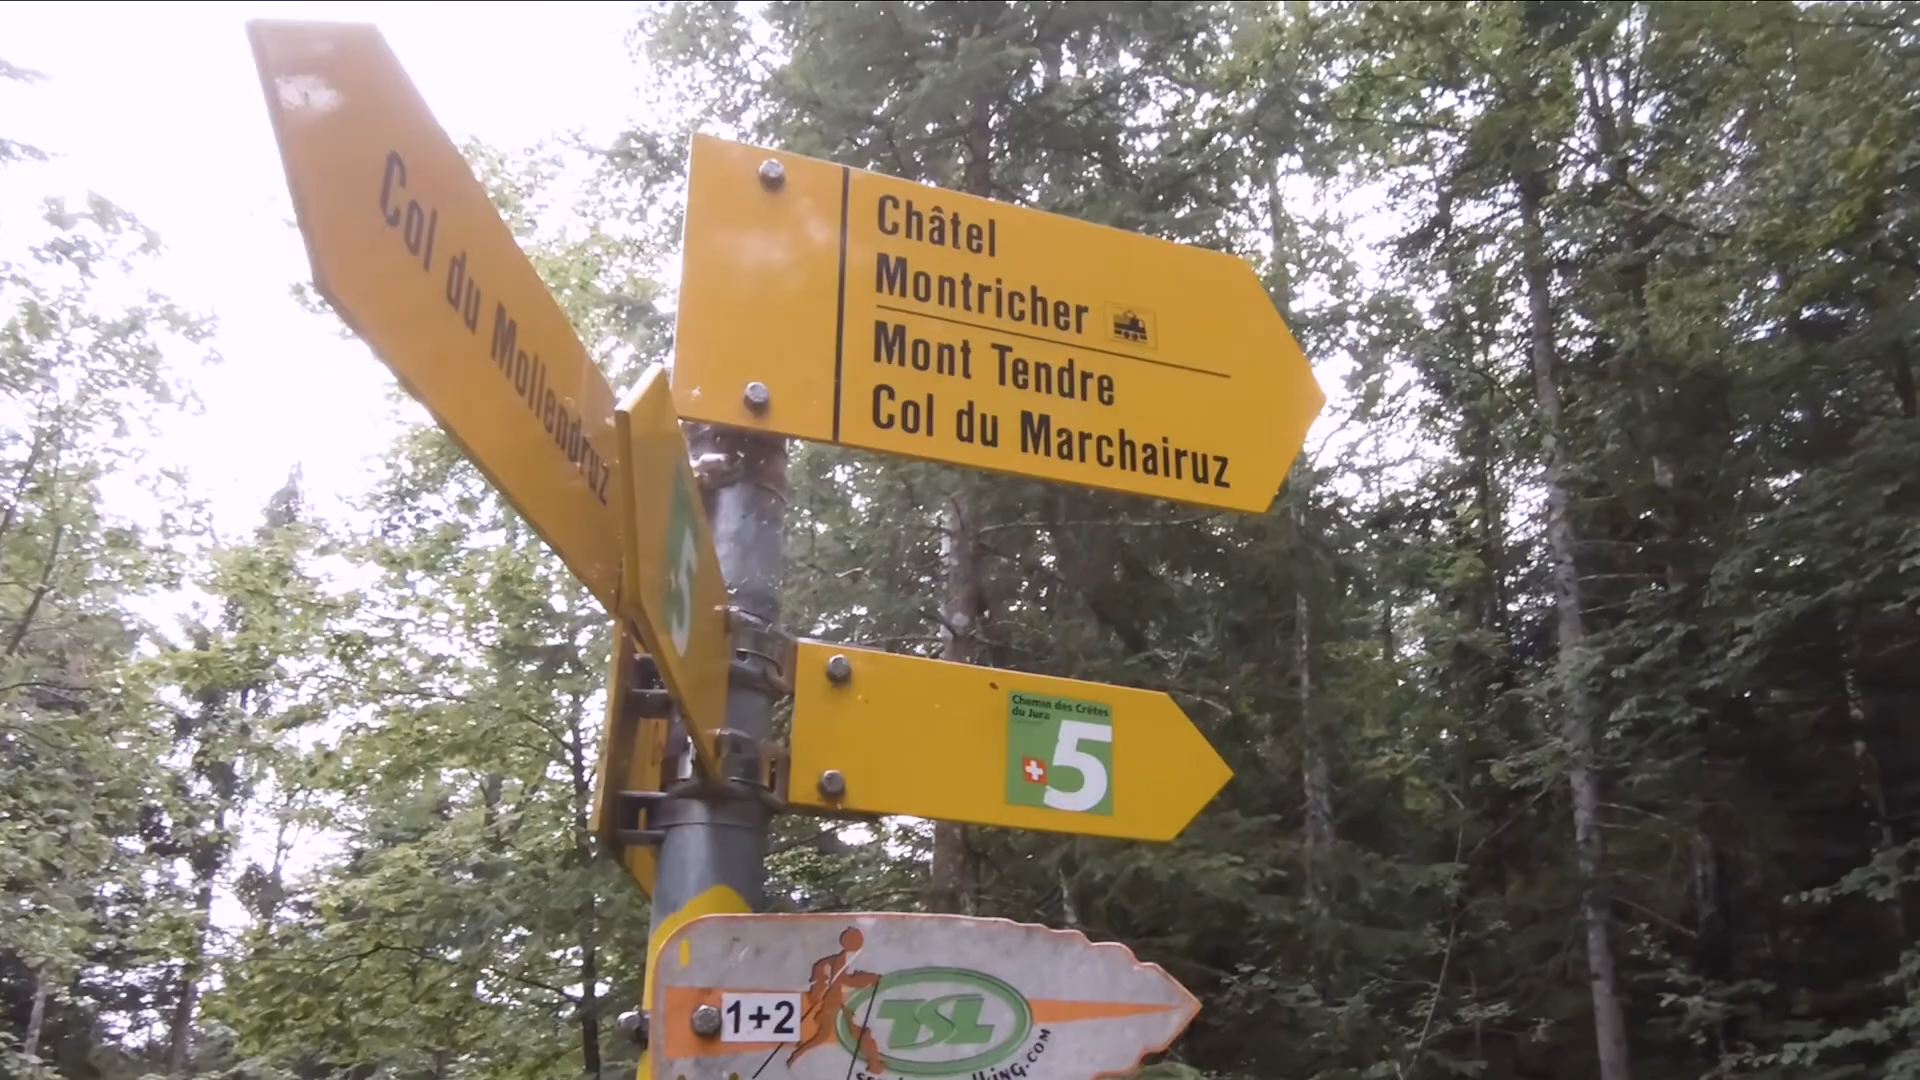 Col du Mollendruz
Châtel
Montricher
Mont Tendre
Col du Marchairuz
5
Chemin des Crêtes
du Jura
5
1+2
TSL